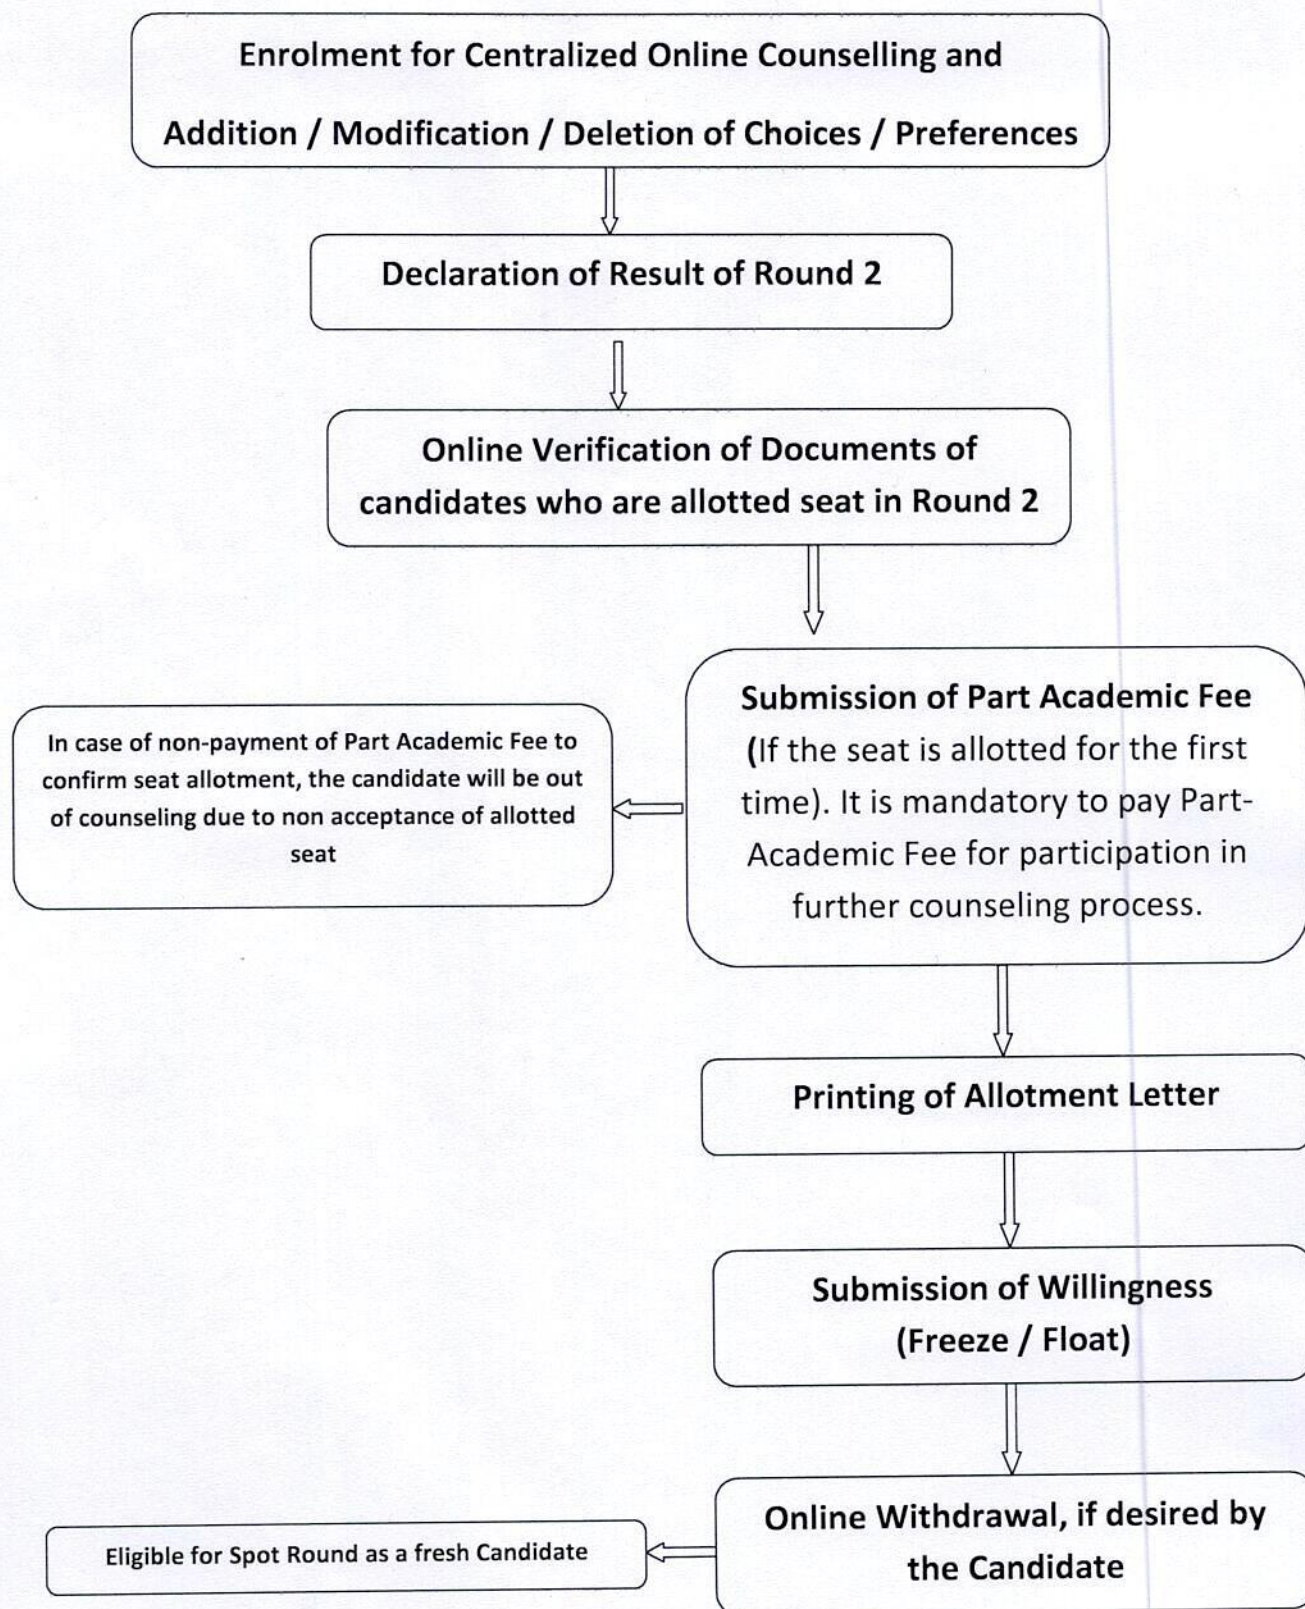 Enrolment for Centralized Online Counselling and
Addition / Modification / Deletion of Choices / Preferences
Declaration of Result of Round 2
Online Verification of Documents of
candidates who are allotted seat in Round 2
Submission of Part Academic Fee
(If the seat is allotted for the first
time). It is mandatory to pay Part-
Academic Fee for participation in
further counseling process.
In case of non-payment of Part Academic Fee to
confirm seat allotment, the candidate will be out
of counseling due to non acceptance of allotted
seat
Printing of Allotment Letter
Submission of Willingness
(Freeze / Float)
Online Withdrawal, if desired by
the Candidate
Eligible for Spot Round as a fresh Candidate